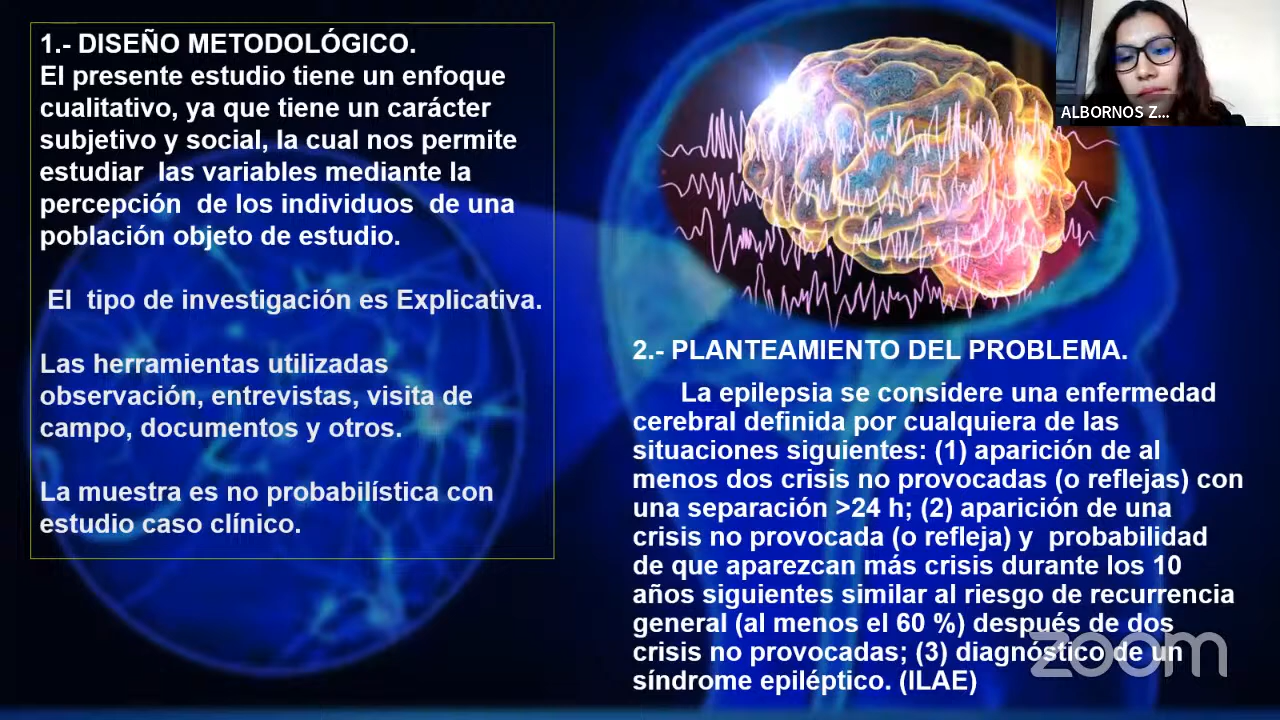 1.- DISEÑO METODOLÓGICO.
El presente estudio tiene un enfoque
cualitativo, ya que tiene un carácter
subjetivo y social, la cual nos permite
estudiar las variables mediante la
percepción de los individuos de una
población objeto de estudio.
El tipo de investigación es Explicativa.
Las herramientas utilizadas
observación, entrevistas, visita de
campo, documentos y otros.
La muestra es no probabilística con
estudio caso clínico.
ALBORNOS Z...
2.- PLANTEAMIENTO DEL PROBLEMA.
La epilepsia se considere una enfermedad
cerebral definida por cualquiera de las
situaciones siguientes: (1) aparición de al
menos dos crisis no provocadas (o reflejas) con
una separación >24 h; (2) aparición de una
crisis no provocada (o refleja) y probabilidad
de que aparezcan más crisis durante los 10
años siguientes similar al riesgo de recurrencia
general (al menos el 60 %) después de dos
crisis no provocadas; (3) diagnóstico de un
síndrome epiléptico. (ILAE)
zoom